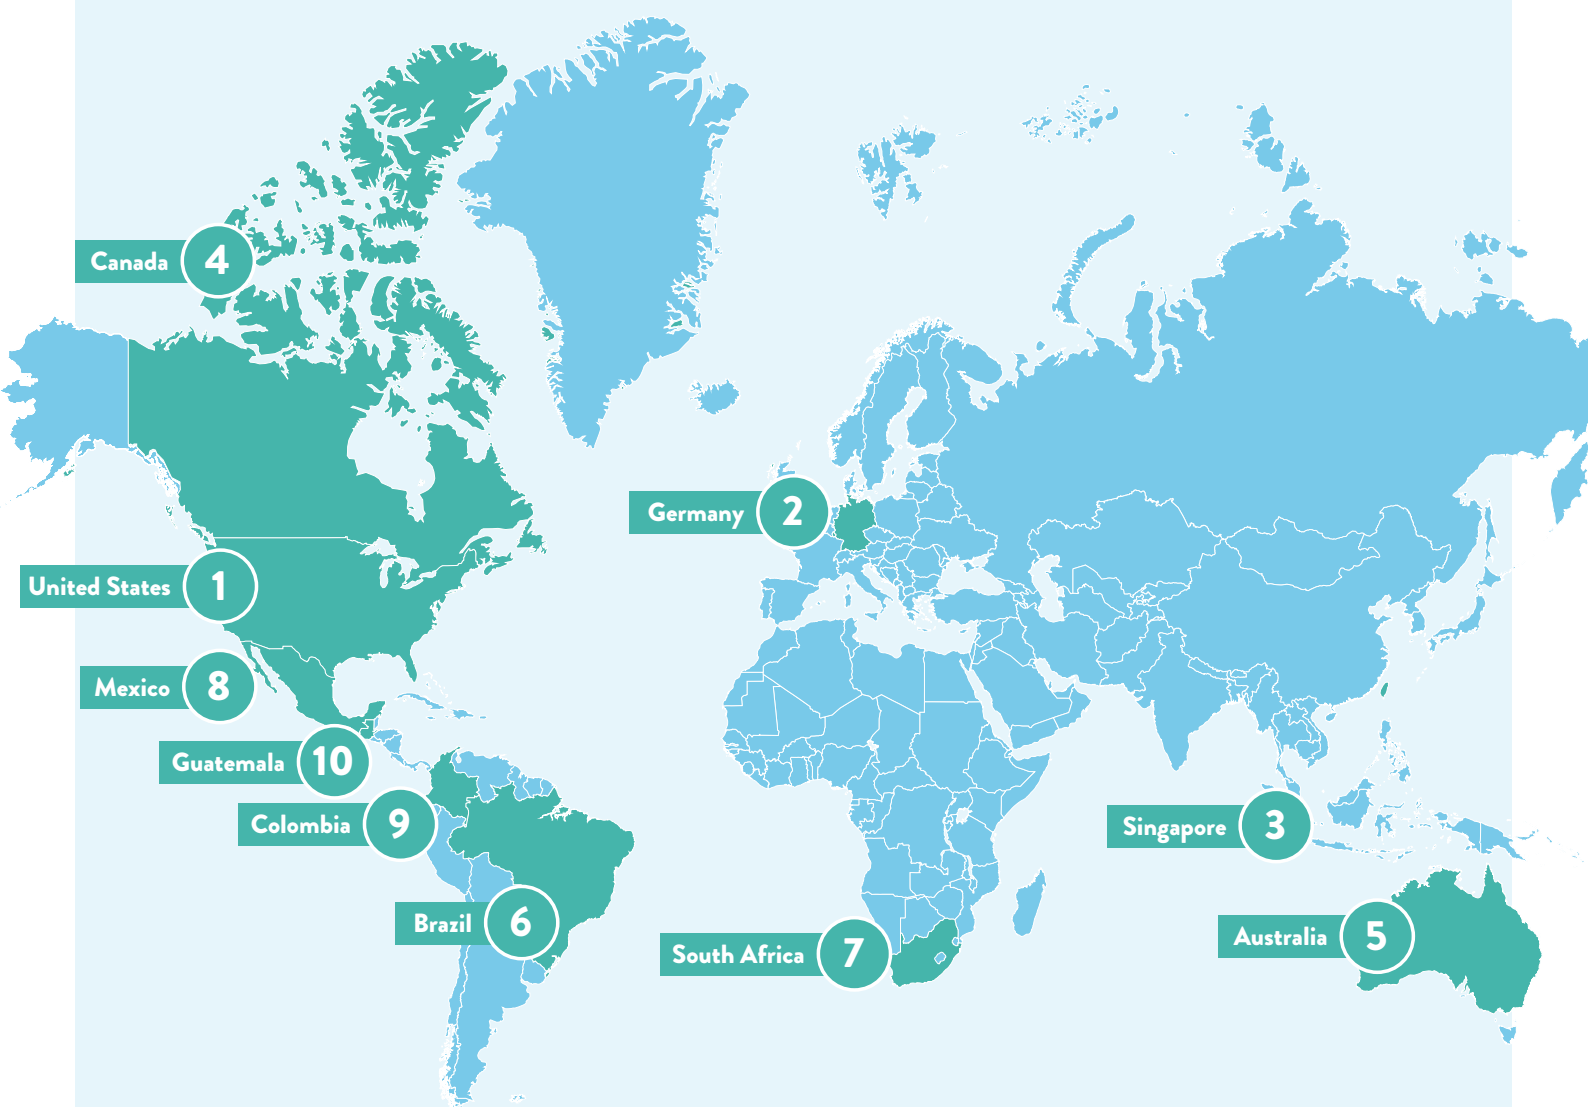 Canada 4
Germany 2
United States 1
Mexico 8
Guatemala 10
Colombia 9
Singapore 3
Brazil 6
Australia 5
South Africa 7